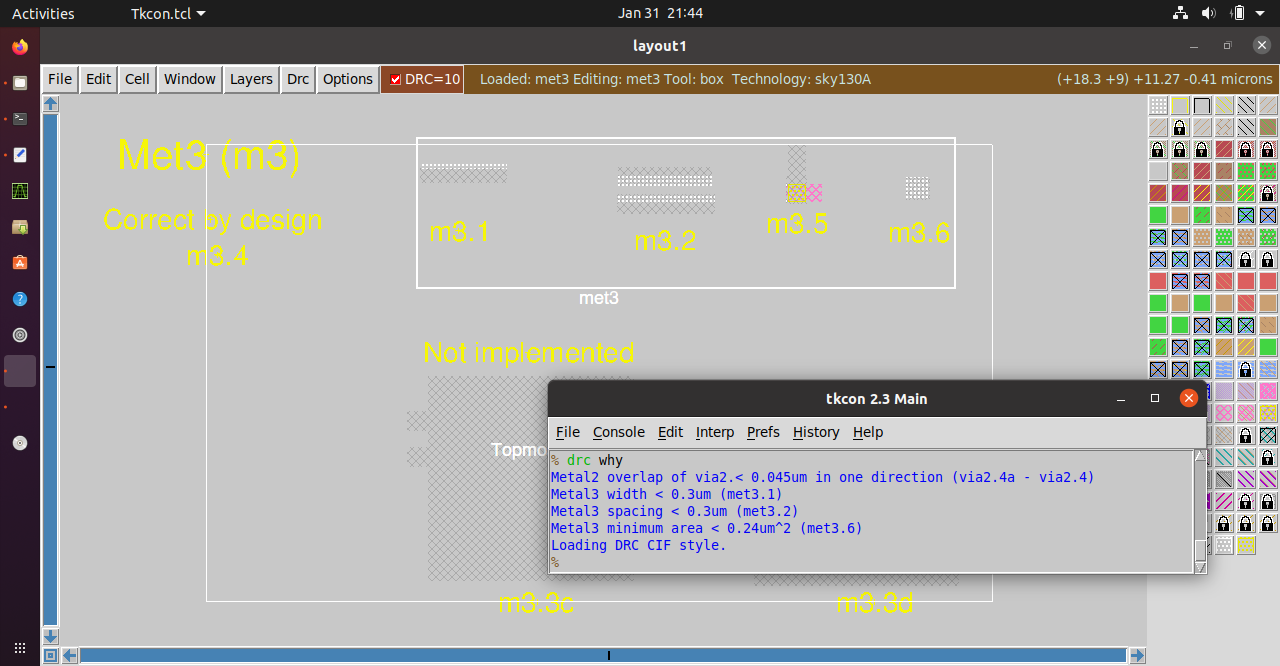 Activities
Tkcon.tcl
Jan 31 21:44
layout1
File Edit Cell Window Layers Drc Options DRC=10 Loaded: met3 Editing: met3 Tool: box Technology: sky130A (+18.3 +9) +11.27 -0.41 microns
Met3 (m3)
Correct by design
m3.4
m3.1
m3.2
m3.5
m3.6
met3
Not implemented
Topmo
m3.3c
m3.3d
tkcon 2.3 Main
File Console Edit Interp Prefs History Help
% drc why
Metal2 overlap of via2.< 0.045um in one direction (via2.4a - via2.4)
Metal3 width < 0.3um (met3.1)
Metal3 spacing < 0.3um (met3.2)
Metal3 minimum area < 0.24um^2 (met3.6)
Loading DRC CIF style.
%